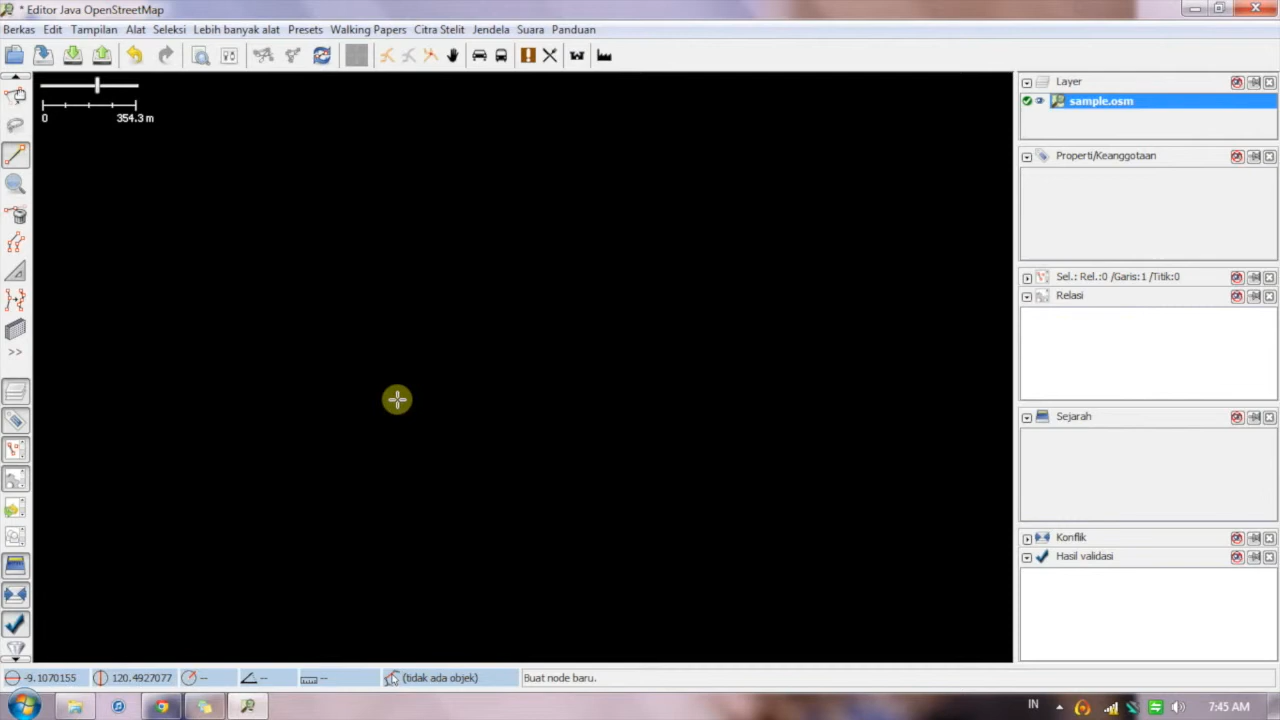 * Editor Java OpenStreetMap
Berkas Edit Tampilan Alat Seleksi Lebih banyak alat Presets Walking Papers Citra Stelit Jendela Suara Panduan
0 354.3 m
Layer
sample.osm
Properti/Keanggotaan
Sel.: Rel.:0 /Garis:1 /Titik:0
Relasi
Sejarah
Konflik
Hasil validasi
>>
-9.1070155 120.4927077 -- -- -- (tidak ada objek) Buat node baru.
IN 7:45 AM